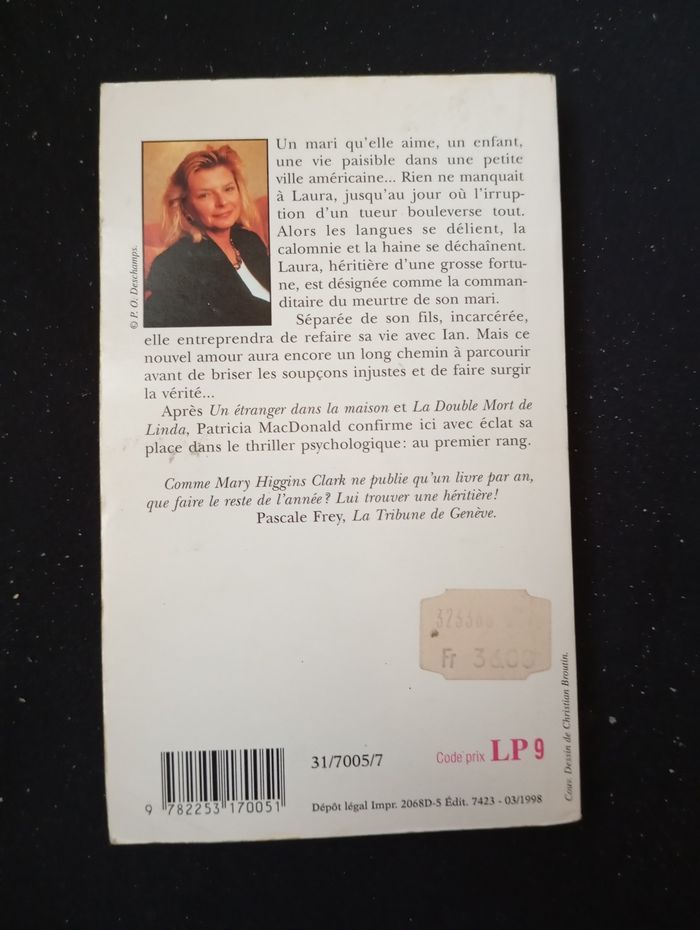 Un mari qu'elle aime, un enfant,
une vie paisible dans une petite
ville américaine... Rien ne manquait
à Laura, jusqu'au jour où l'irrup-
tion d'un tueur bouleverse tout.
Alors les langues se délient, la
calomnie et la haine se déchaînent.
Laura, héritière d'une grosse fortu-
ne, est désignée comme la comman-
ditaire du meurtre de son mari.
Séparée de son fils, incarcérée,
elle entreprendra de refaire sa vie avec Ian. Mais ce
nouvel amour aura encore un long chemin à parcourir
avant de briser les soupçons injustes et de faire surgir
la vérité...
Après Un étranger dans la maison et La Double Mort de
Linda, Patricia MacDonald confirme ici avec éclat sa
place dans le thriller psychologique : au premier rang.
Comme Mary Higgins Clark ne publie qu'un livre par an,
que faire le reste de l'année ? Lui trouver une héritière !
Pascale Frey, La Tribune de Genève.
© P. O. Deschamps.
Fr 36.00
Couv. Dessin de Christian Broutin.
31/7005/7
Code prix LP 9
9 782253 170051
Dépôt légal Impr. 2068D-5 Édit. 7423 - 03/1998